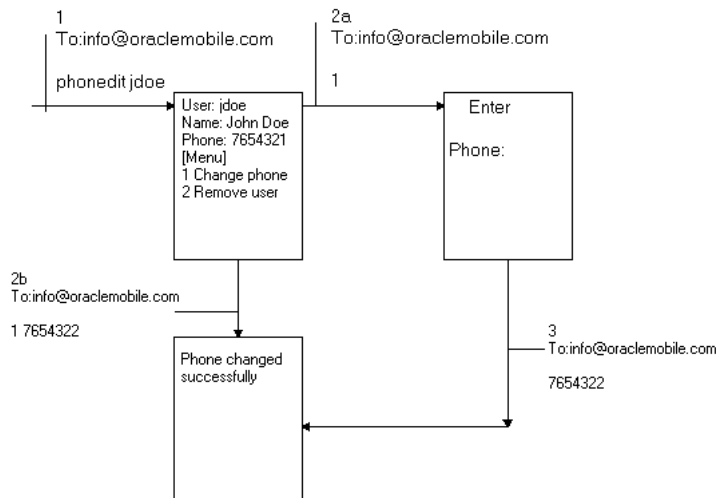 1
To:info@oraclemobile.com
phonedit jdoe
2a
To:info@oraclemobile.com
1
User: jdoe
Name: John Doe
Phone: 7654321
[Menu]
1 Change phone
2 Remove user
Enter
Phone:
2b
To:info@oraclemobile.com
1 7654322
Phone changed
successfully
3
To:info@oraclemobile.com
7654322